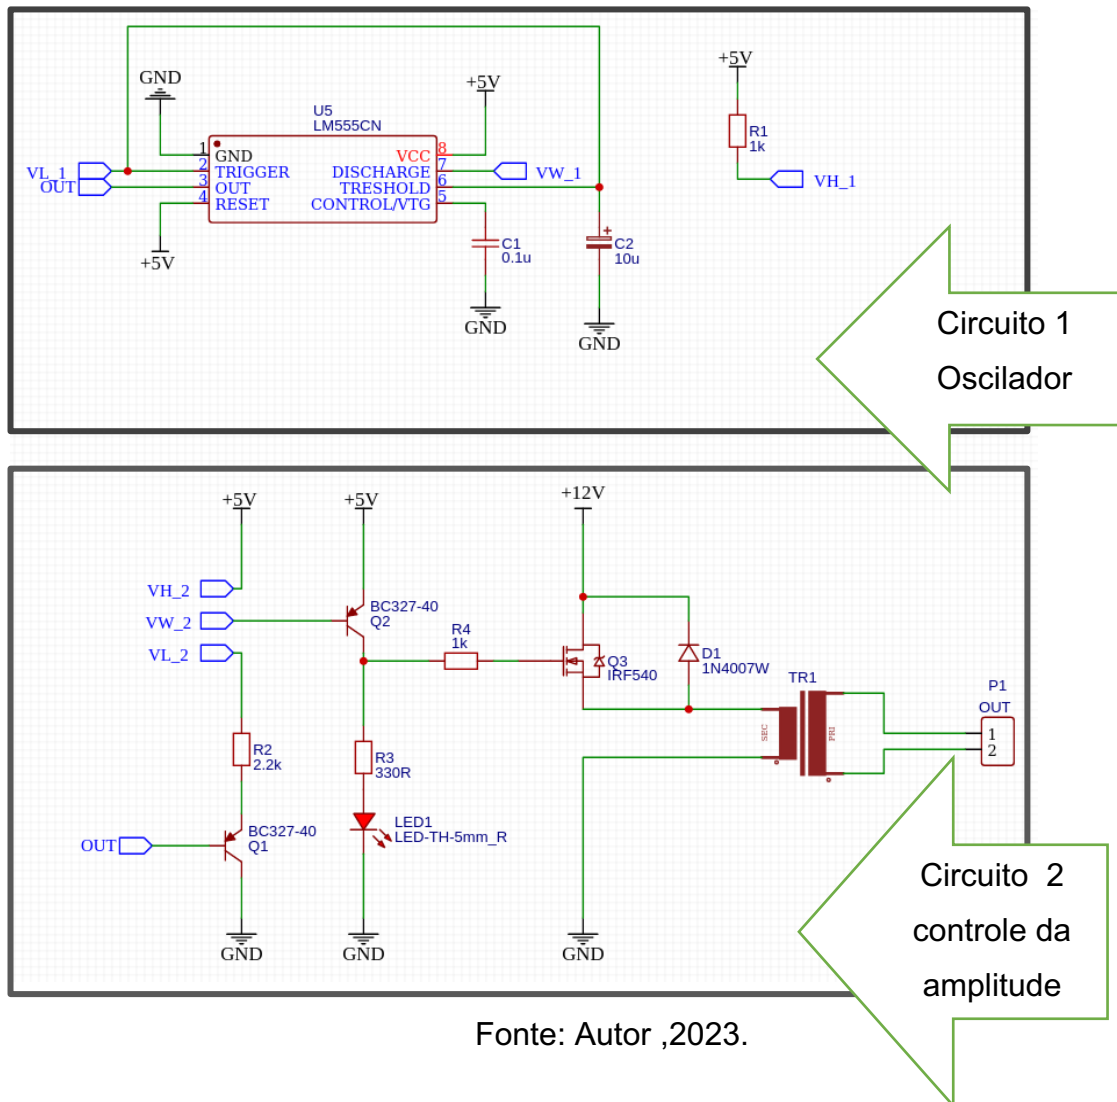 GND
U5
LM555CN
+5V
+5V
1
GND
VCC
8
VL_1
2
TRIGGER
DISCHARGE
7
VW_1
OUT
3
OUT
TRESHOLD
6
4
RESET
CONTROL/VTG
5
+5V
R1
1k
VH_1
C1
0.1u
GND
+
C2
10u
GND
Circuito 1
Oscilador
+5V
+5V
+12V
VH_2
VW_2
VL_2
BC327-40
Q2
R4
1k
Q3
IRF540
D1
1N4007W
TR1
SEC
PRI
P1
OUT
1
2
R2
2.2k
R3
330R
LED1
LED-TH-5mm_R
OUT
BC327-40
Q1
GND
GND
GND
Circuito 2
controle da
amplitude
Fonte: Autor ,2023.